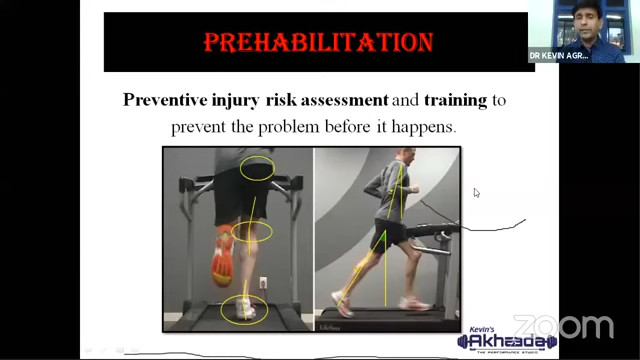 PREHABILITATION
DR KEVIN AGR...
Preventive injury risk assessment and training to
prevent the problem before it happens.
Kevin's
Akhada
THE PERFORMANCE STUDIO
zoom